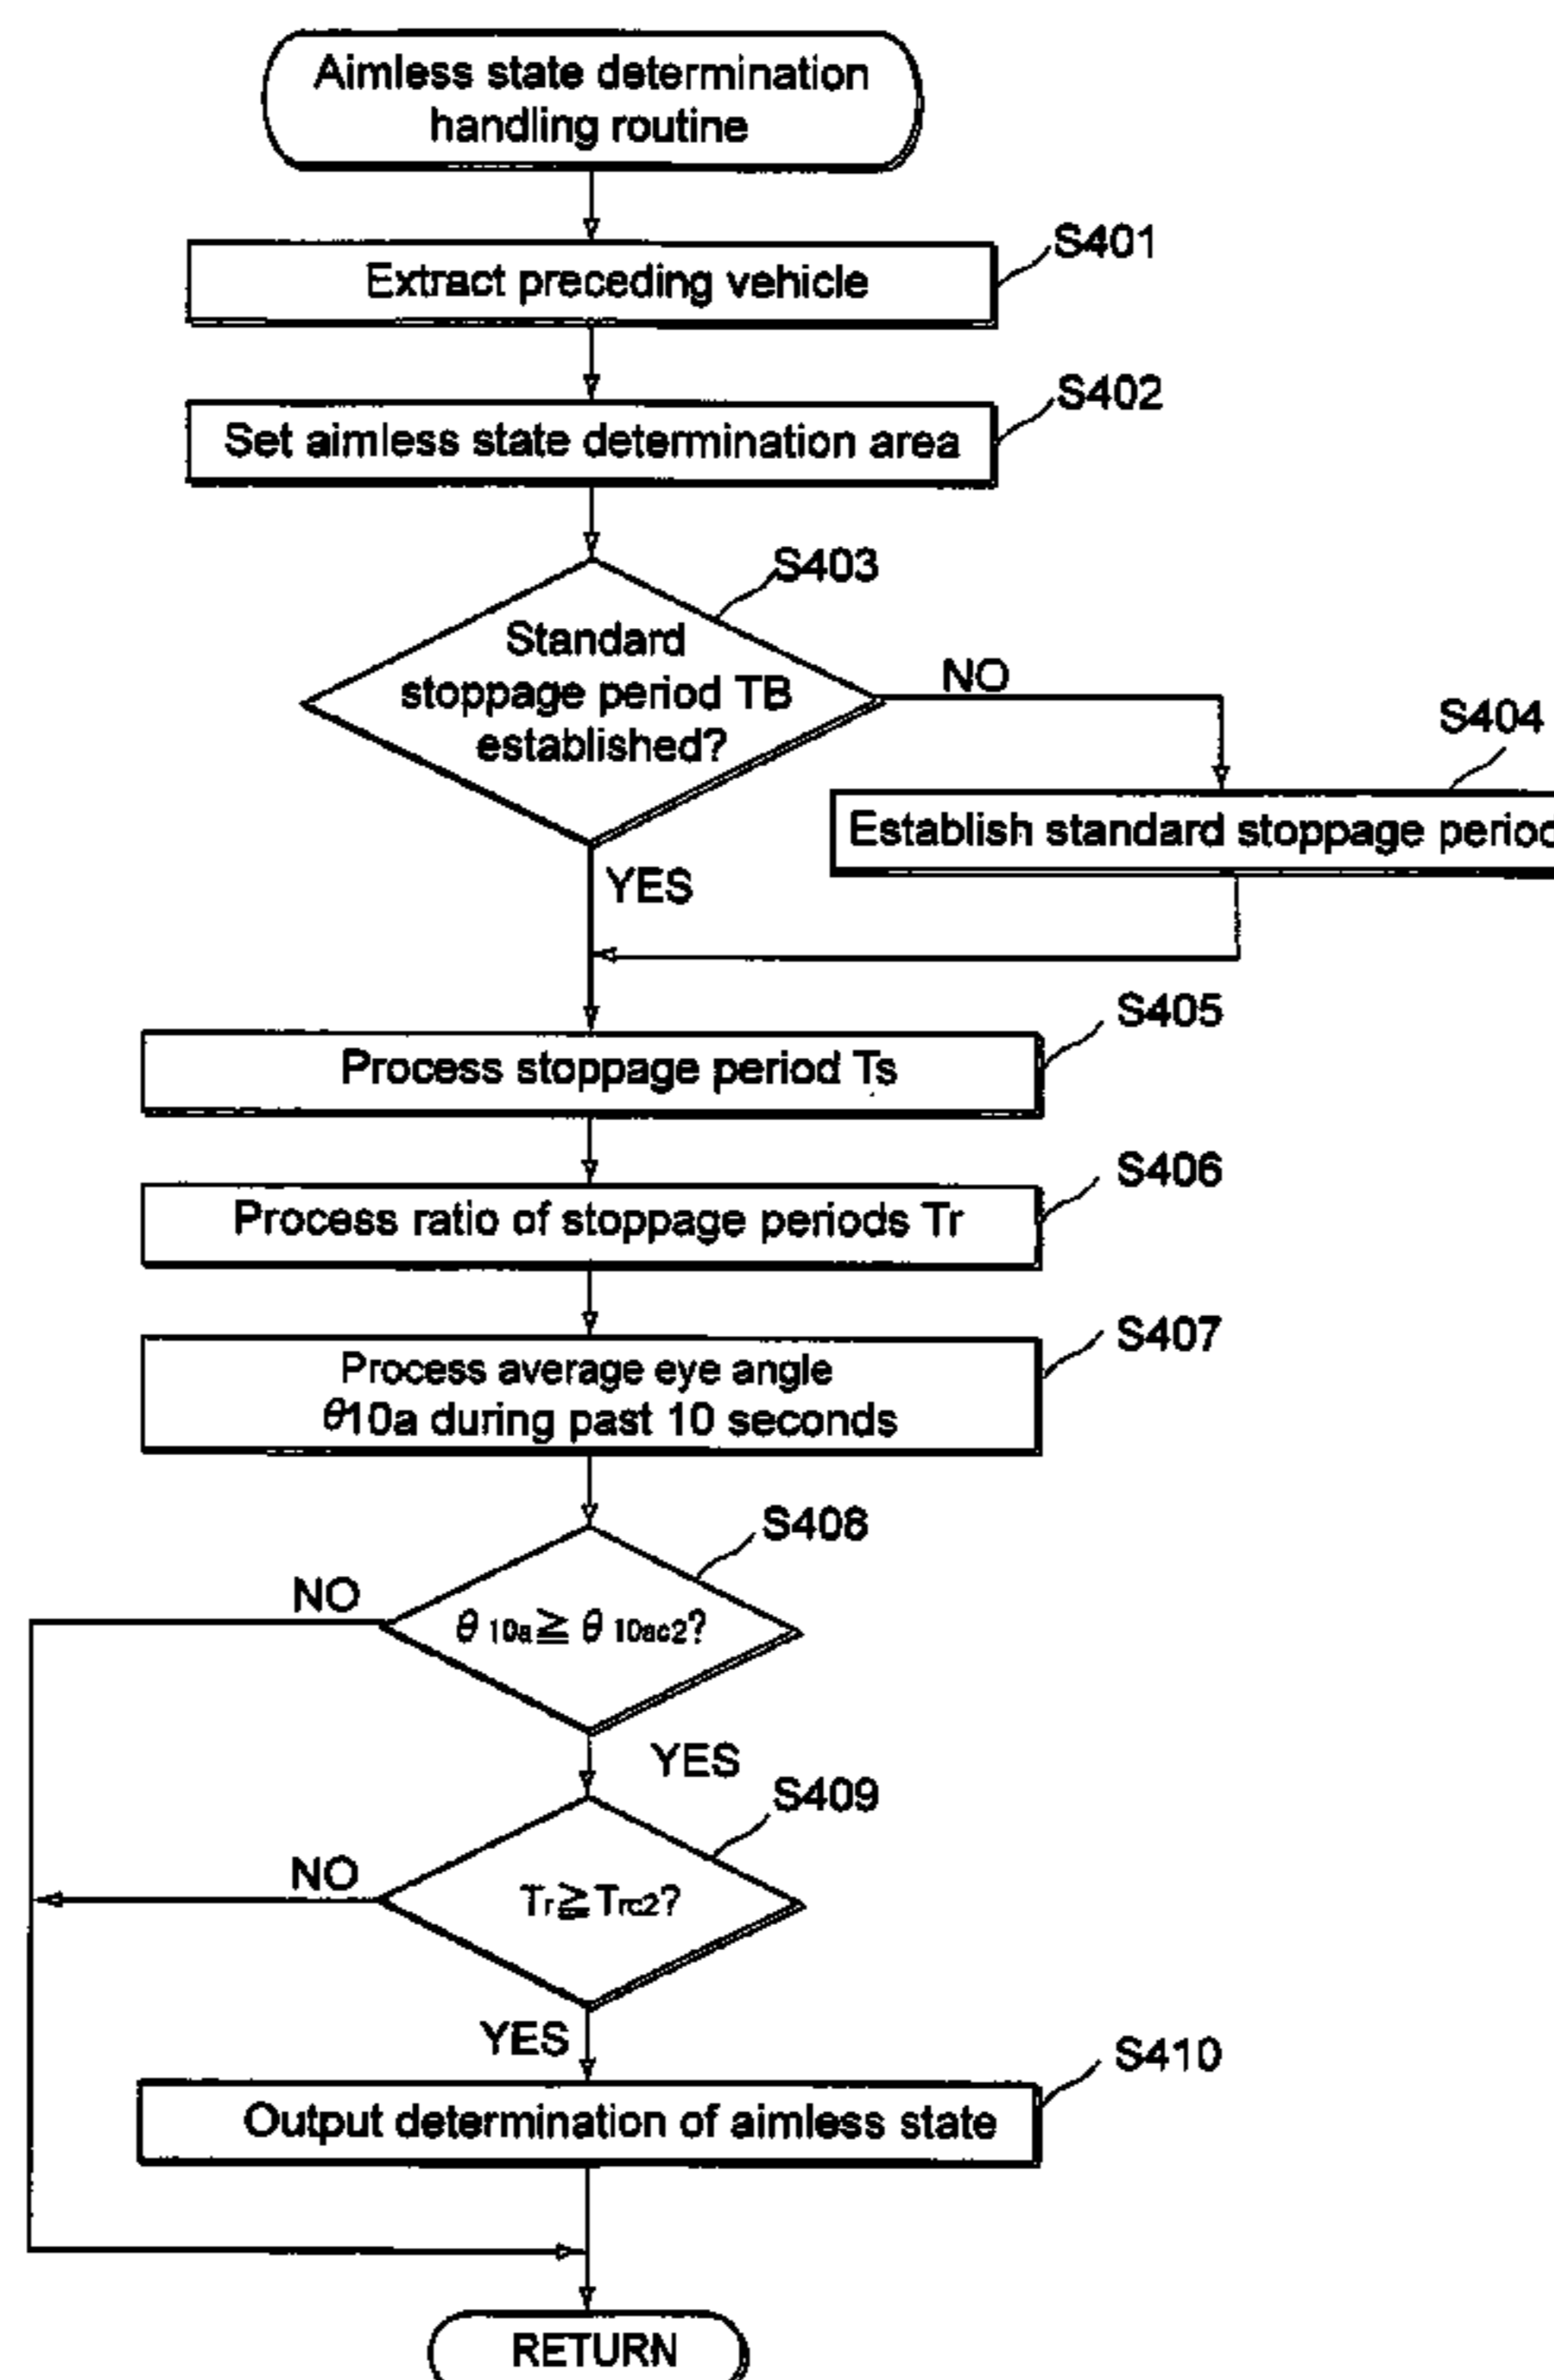 Aimless state determination
handling routine
S401
Extract preceding vehicle
S402
Set aimless state determination area
S403
Standard
stoppage period TB
established?
NO
S404
Establish standard stoppage period
YES
S405
Process stoppage period Ts
S406
Process ratio of stoppage periods Tr
S407
Process average eye angle
θ10a during past 10 seconds
S408
NO
θ 10a≧ θ 10ac2?
YES
S409
NO
Tr≧Trc2?
YES
S410
Output determination of aimless state
RETURN